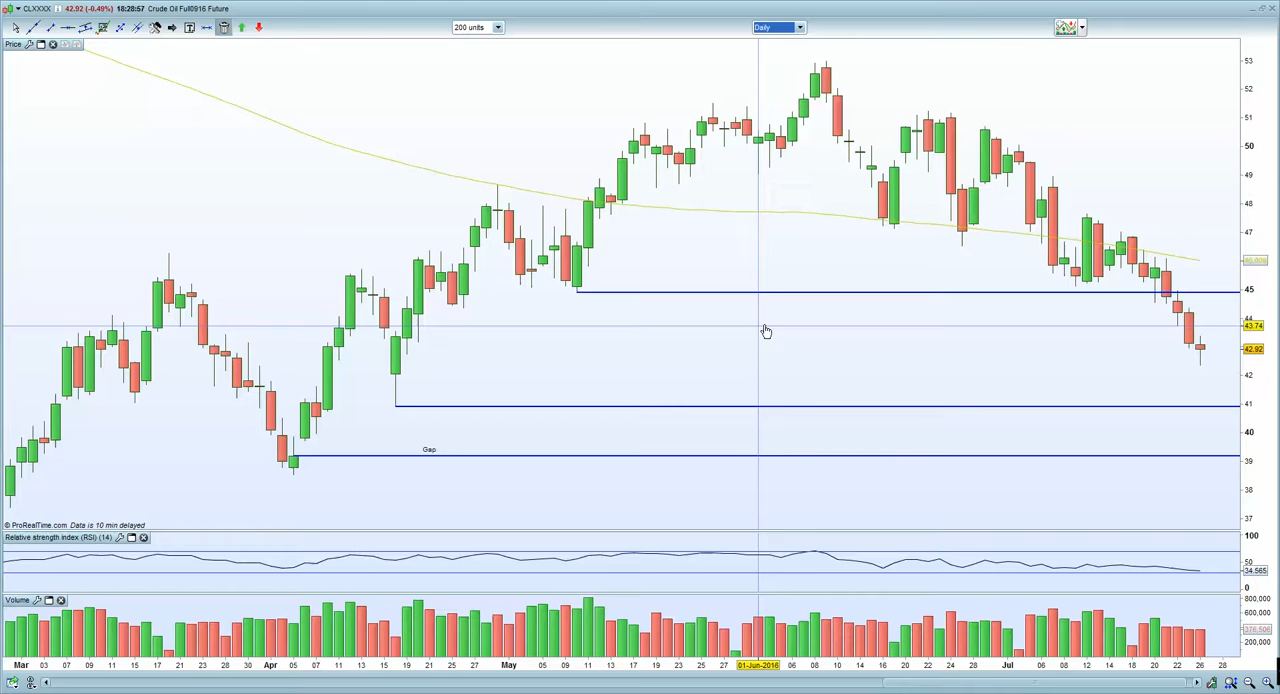 CLXXXX 42.92 (-0.49%) 18:28:57 Crude Oil Full0916 Future
200 units
Daily
Price
53
52
51
50
49
48
47
45
44
43.74
42.92
42
41
40
39
38
37
Gap
© ProRealTime.com Data is 10 min delayed
Relative strength index (RSI) (14)
100
50
34.565
0
Volume
800,000
600,000
376,506
200,000
Mar 03 07 09 11 15 17 21 23 28 30 Apr 05 07 11 13 15 19 21 25 27 May 05 09 11 13 17 19 23 25 27 01-Jun-2016 06 08 10 14 16 20 22 24 28 Jul 06 08 12 14 18 20 22 26 28